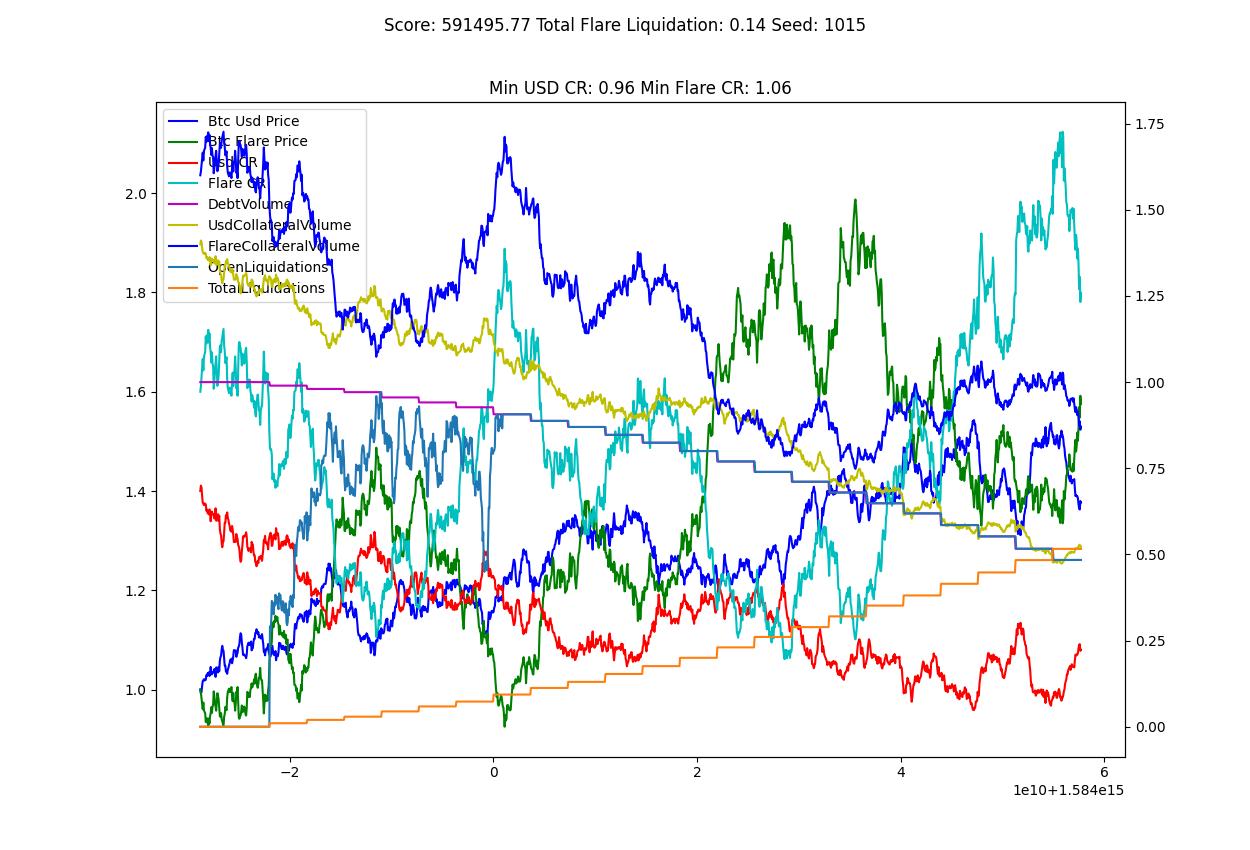 Score: 591495.77 Total Flare Liquidation: 0.14 Seed: 1015
Min USD CR: 0.96 Min Flare CR: 1.06
Btc Usd Price
Btc Flare Price
Usd CR
Flare CR
DebtVolume
UsdCollateralVolume
FlareCollateralVolume
OpenLiquidations
TotalLiquidations
2.0
1.8
1.6
1.4
1.2
1.0
1.75
1.50
1.25
1.00
0.75
0.50
0.25
0.00
−2
0
2
4
6
1e10+1.584e15